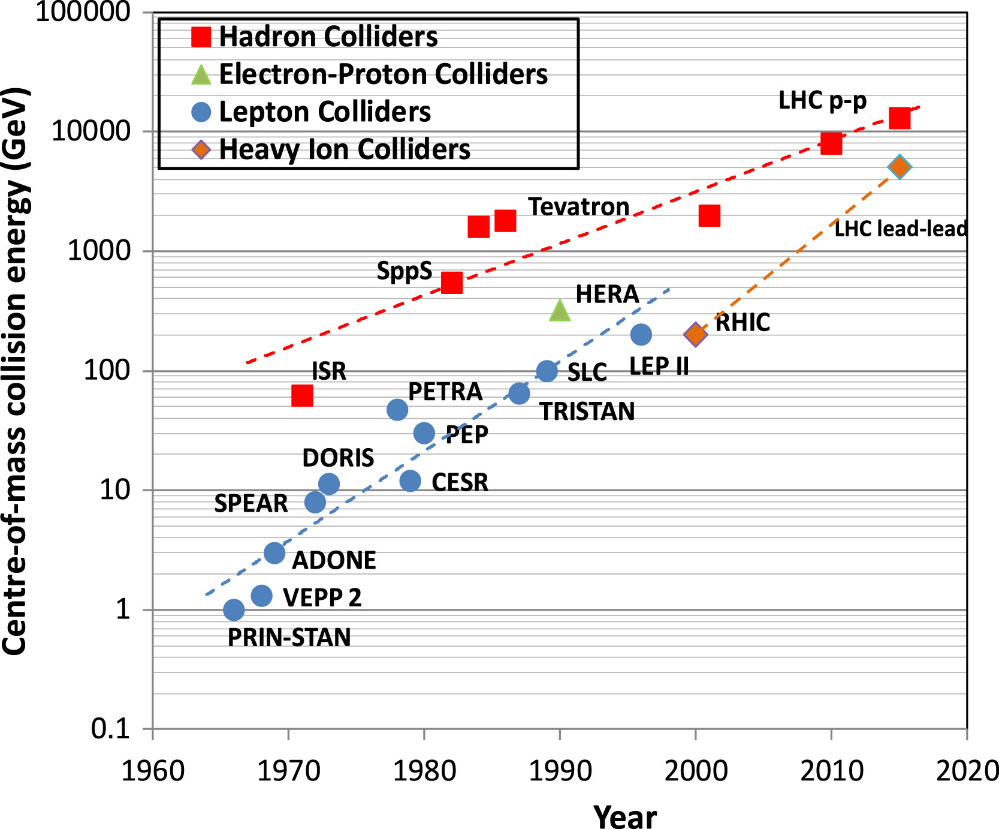 100000
10000
1000
100
10
1
0.1
Centre-of-mass collision energy (GeV)
Hadron Colliders
Electron-Proton Colliders
Lepton Colliders
Heavy Ion Colliders
LHC p-p
Tevatron
LHC lead-lead
SppS
HERA
RHIC
ISR
LEP II
SLC
PETRA
TRISTAN
PEP
DORIS
CESR
SPEAR
ADONE
VEPP 2
PRIN-STAN
1960 1970 1980 1990 2000 2010 2020
Year